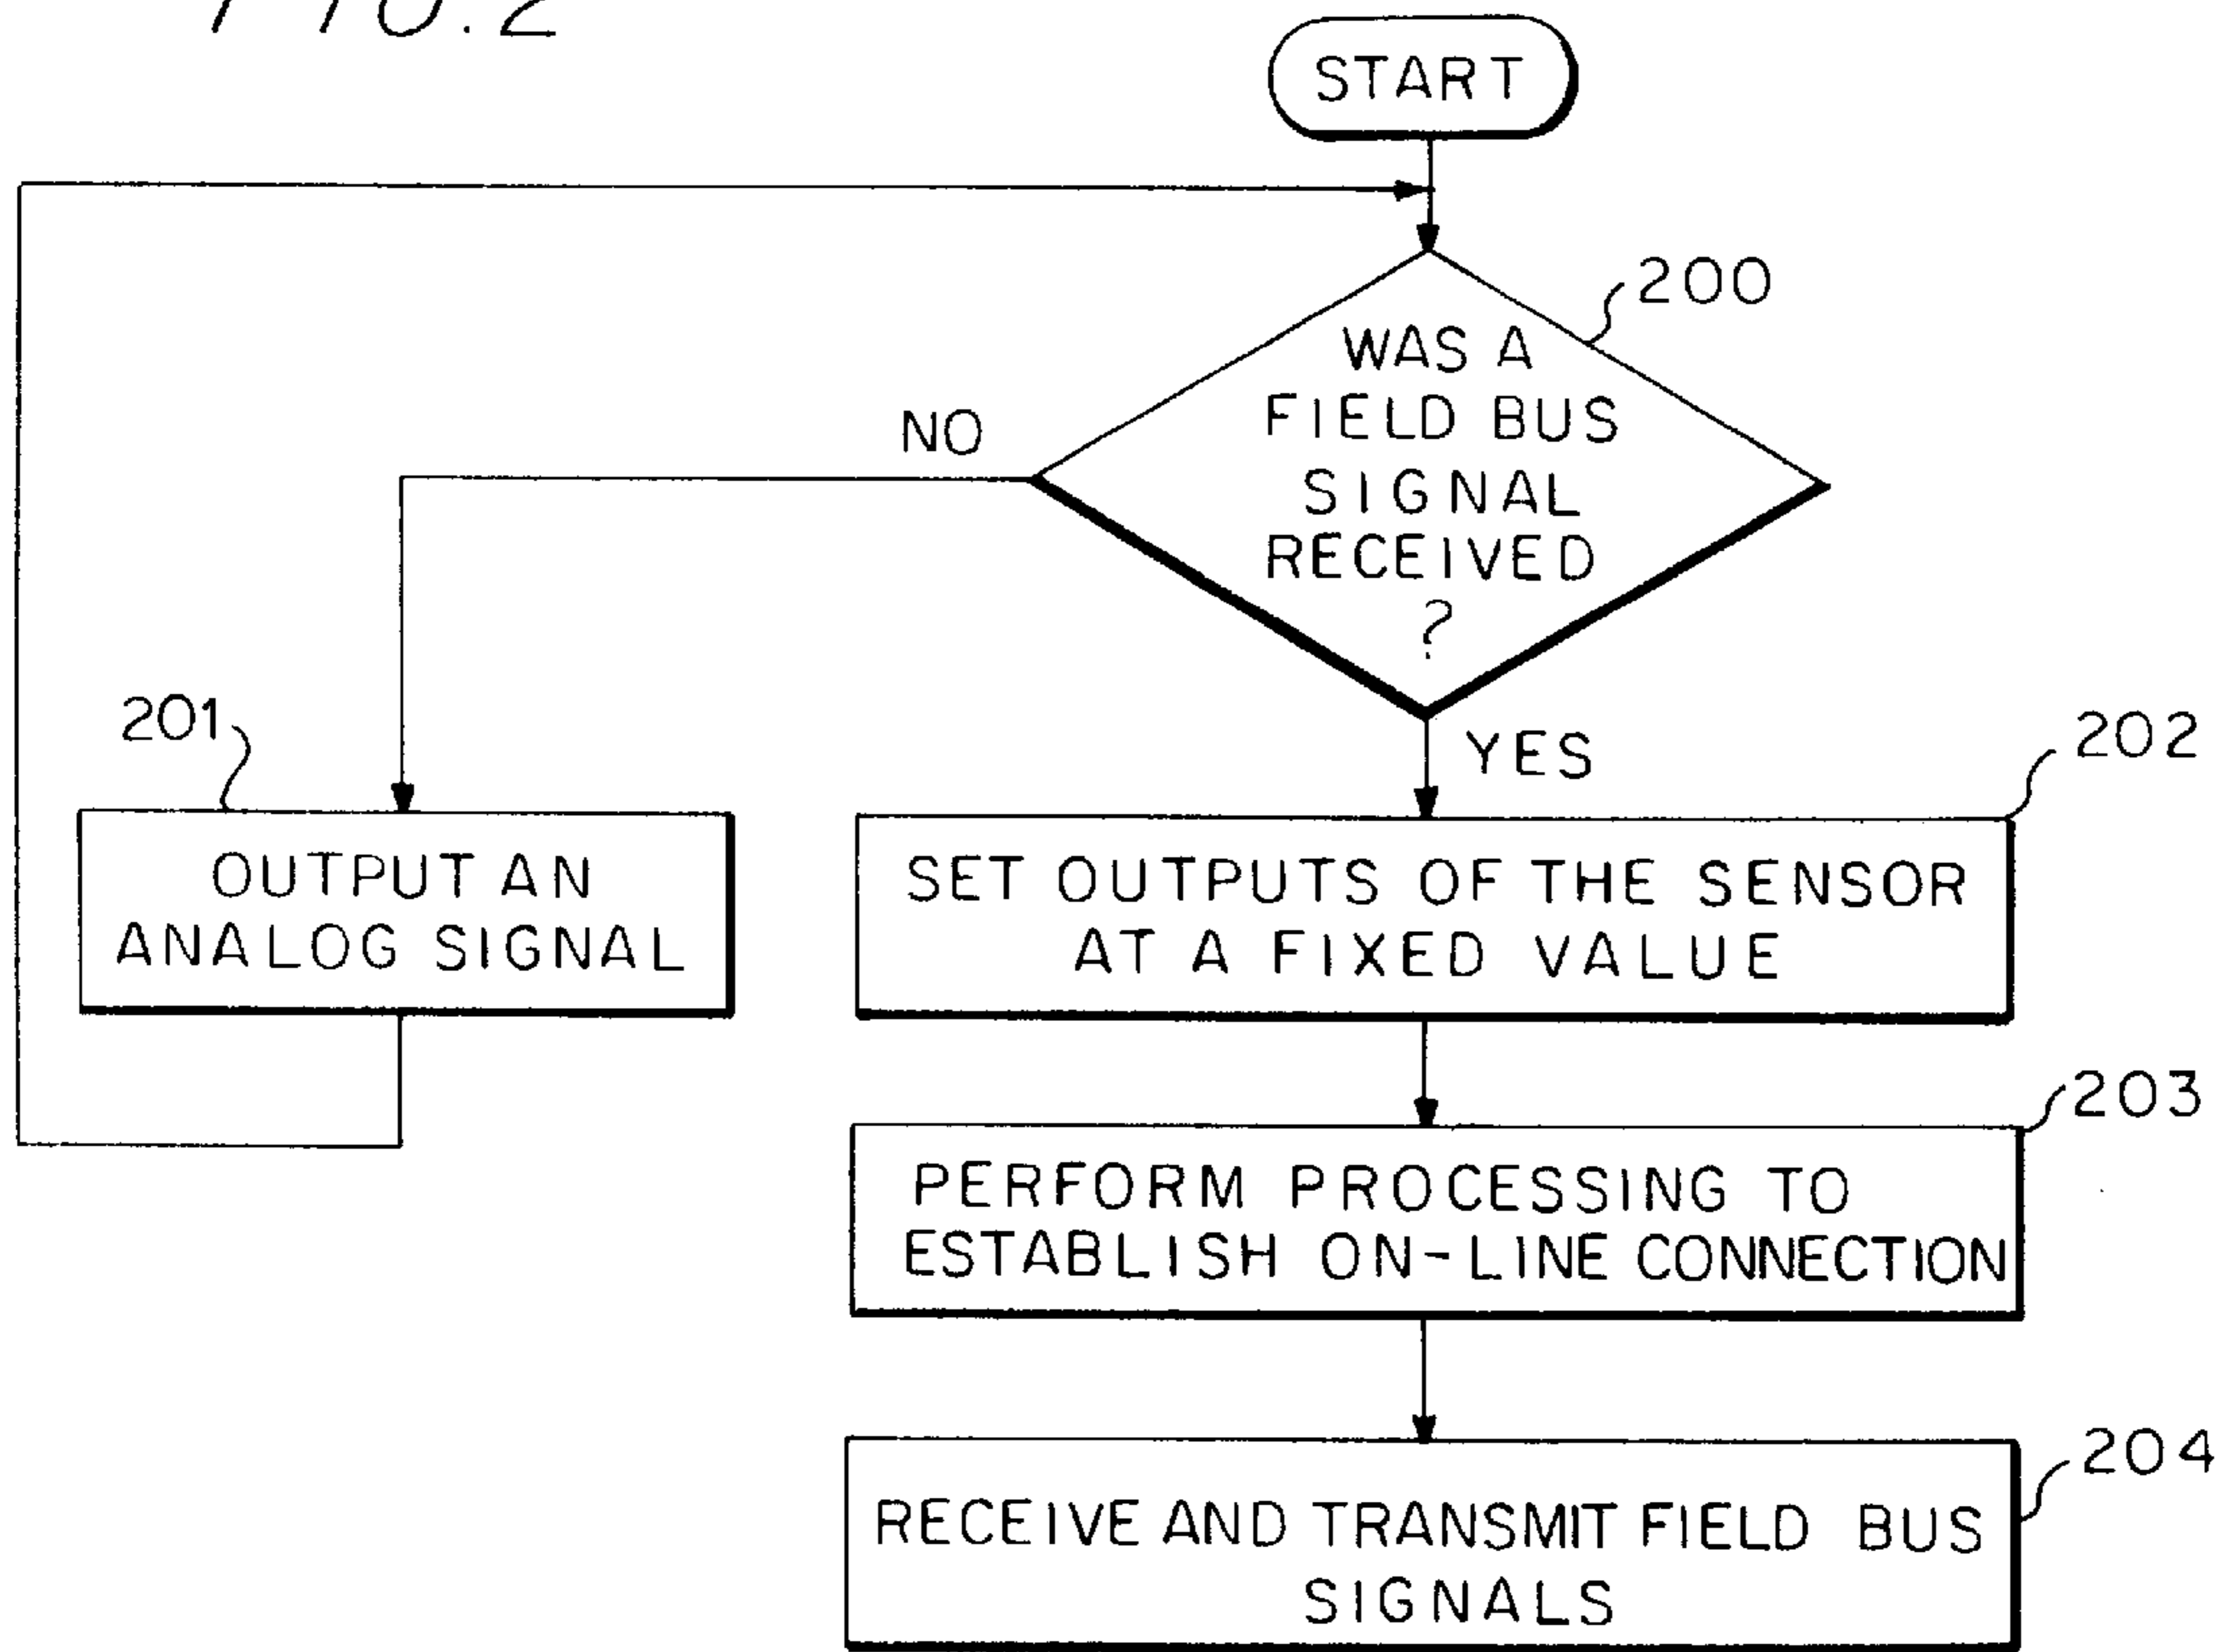 FIG. 2
START
200
WAS A
FIELD BUS
SIGNAL
RECEIVED
?
NO
YES
201
OUTPUT AN
ANALOG SIGNAL
202
SET OUTPUTS OF THE SENSOR
AT A FIXED VALUE
203
PERFORM PROCESSING TO
ESTABLISH ON-LINE CONNECTION
204
RECEIVE AND TRANSMIT FIELD BUS
SIGNALS